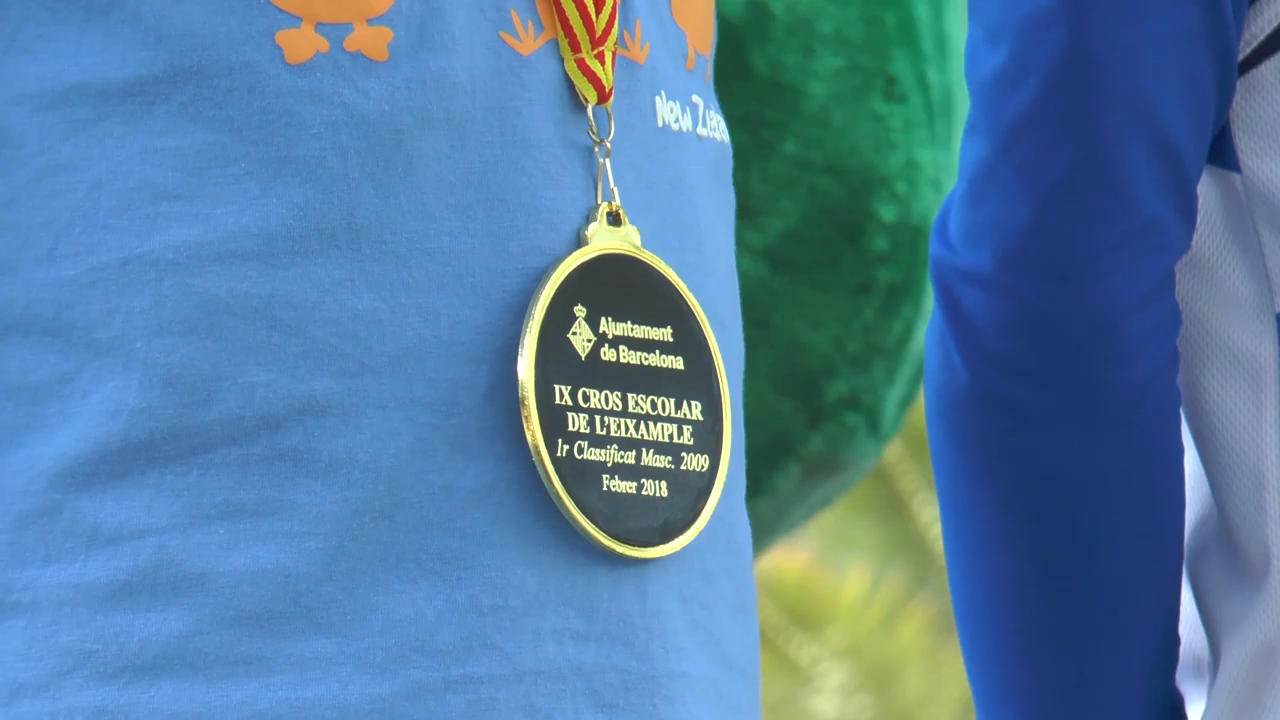 New Zeala
Ajuntament
de Barcelona
IX CROS ESCOLAR
DE L'EIXAMPLE
1r Classificat Masc. 2009
Febrer 2018